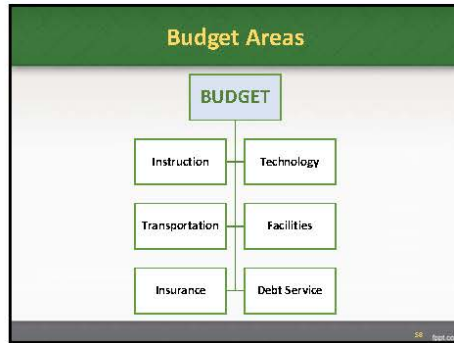 Budget Areas
BUDGET
Instruction
Technology
Transportation
Facilities
Insurance
Debt Service